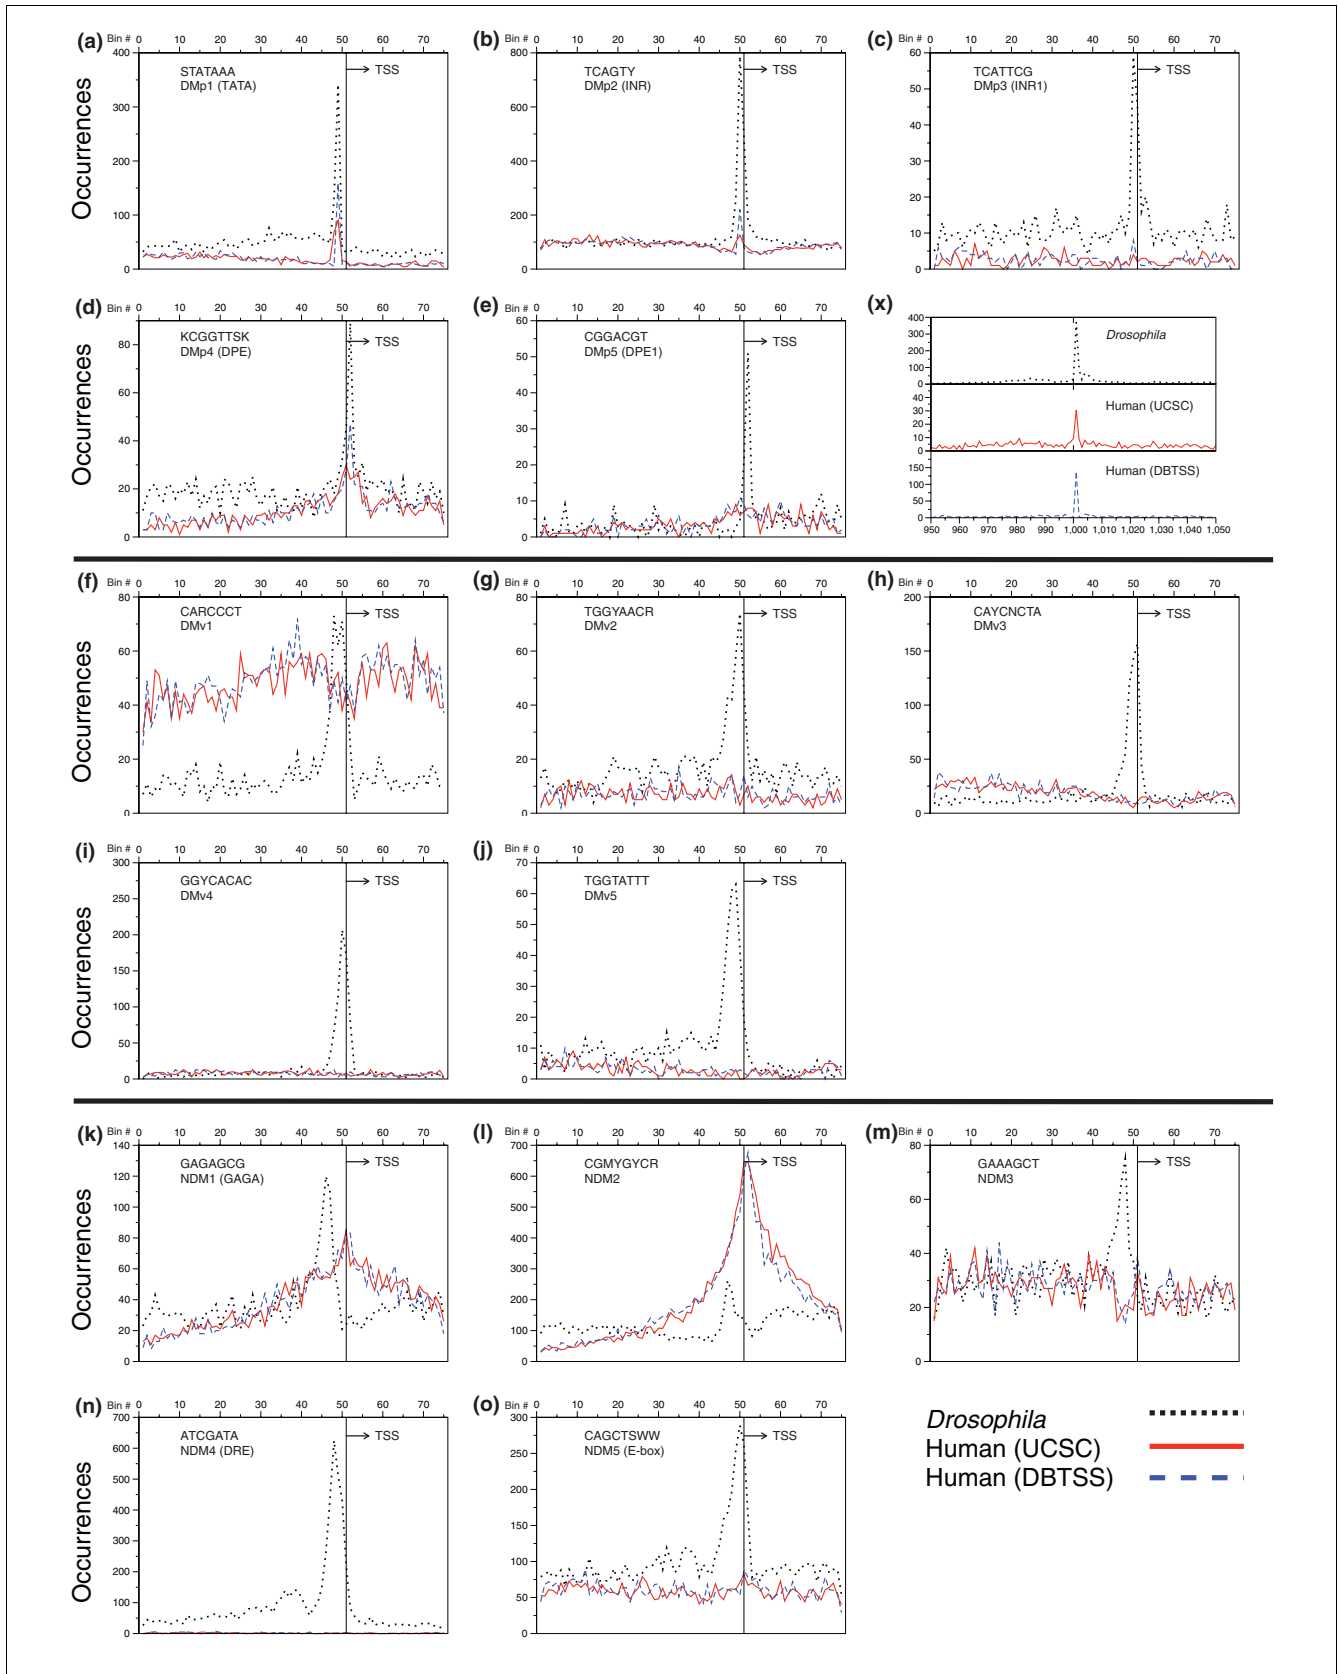 (a) Bin # 0 10 20 30 40 50 60 70
400 300 200 100 0
Occurrences
STATAAA
DMp1 (TATA)
TSS
(b) Bin # 0 10 20 30 40 50 60 70
800 600 400 200 0
TCAGTY
DMp2 (INR)
TSS
(c) Bin # 0 10 20 30 40 50 60 70
60 50 40 30 20 10 0
TCATTCG
DMp3 (INR1)
TSS
(d) Bin # 0 10 20 30 40 50 60 70
80 60 40 20 0
Occurrences
KCGGTTSK
DMp4 (DPE)
TSS
(e) Bin # 0 10 20 30 40 50 60 70
60 50 40 30 20 10 0
CGGACGT
DMp5 (DPE1)
TSS
(x)
400 300 200 100 0
Drosophila
40 30 20 10 0
Human (UCSC)
150 100 50 0
Human (DBTSS)
950 960 970 980 990 1,000 1,010 1,020 1,030 1,040 1,050
(f) Bin # 0 10 20 30 40 50 60 70
80 60 40 20 0
Occurrences
CARCCCT
DMv1
TSS
(g) Bin # 0 10 20 30 40 50 60 70
80 60 40 20 0
TGGYAACR
DMv2
TSS
(h) Bin # 0 10 20 30 40 50 60 70
200 150 100 50 0
CAYCNCTA
DMv3
TSS
(i) Bin # 0 10 20 30 40 50 60 70
300 250 200 150 100 50 0
Occurrences
GGYCACAC
DMv4
TSS
(j) Bin # 0 10 20 30 40 50 60 70
70 60 50 40 30 20 10 0
TGGTATTT
DMv5
TSS
(k) Bin # 0 10 20 30 40 50 60 70
140 120 100 80 60 40 20 0
Occurrences
GAGAGCG
NDM1 (GAGA)
TSS
(l) Bin # 0 10 20 30 40 50 60 70
700 600 500 400 300 200 100 0
CGMYGYCR
NDM2
TSS
(m) Bin # 0 10 20 30 40 50 60 70
80 60 40 20 0
GAAAGCT
NDM3
TSS
(n) Bin # 0 10 20 30 40 50 60 70
700 600 500 400 300 200 100 0
Occurrences
ATCGATA
NDM4 (DRE)
TSS
(o) Bin # 0 10 20 30 40 50 60 70
300 250 200 150 100 50 0
CAGCTSWW
NDM5 (E-box)
TSS
Drosophila
Human (UCSC)
Human (DBTSS)